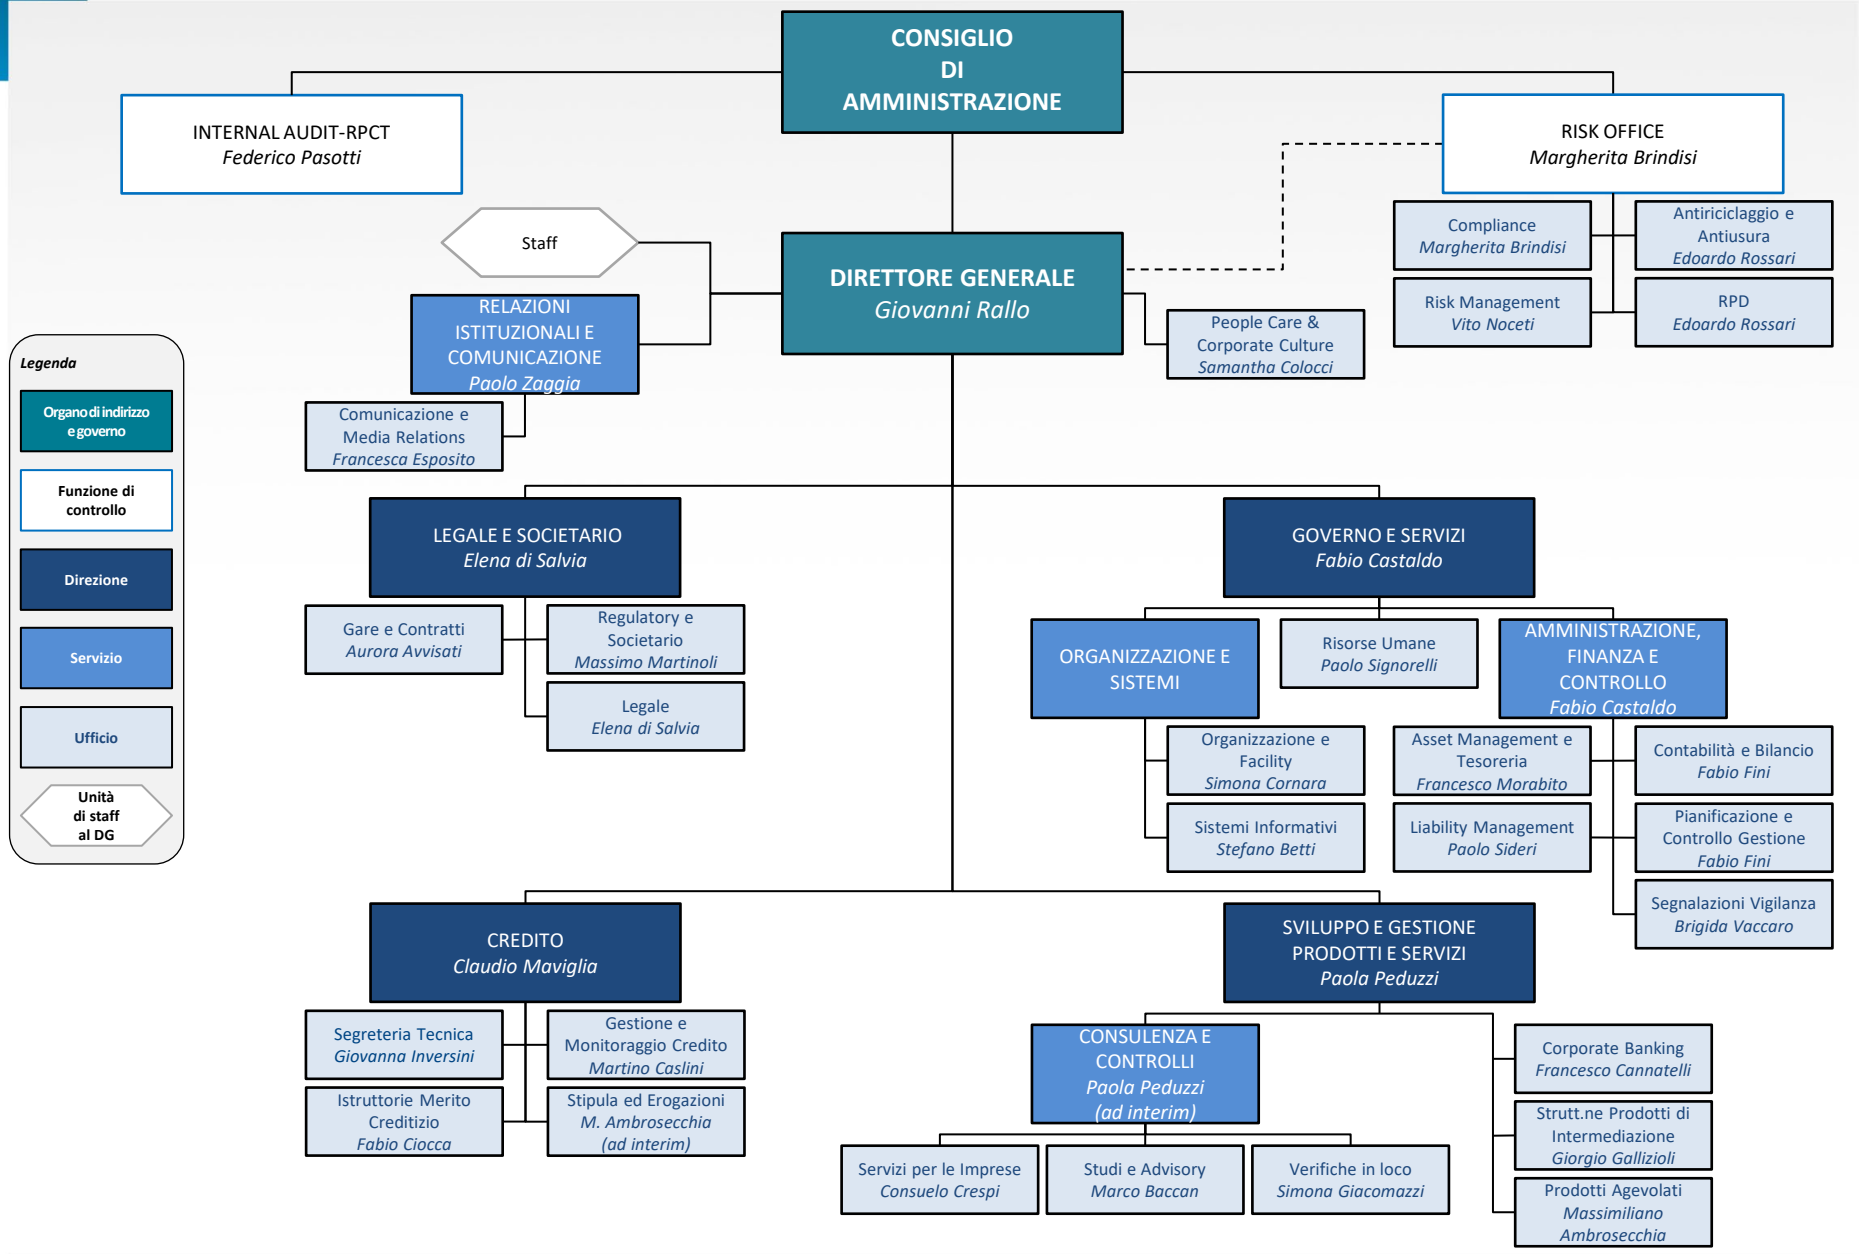 CONSIGLIO
DI
AMMINISTRAZIONE
INTERNAL AUDIT-RPCT
Federico Pasotti
RISK OFFICE
Margherita Brindisi
Compliance
Margherita Brindisi
Antiriciclaggio e
Antiusura
Edoardo Rossari
Risk Management
Vito Noceti
RPD
Edoardo Rossari
Staff
DIRETTORE GENERALE
Giovanni Rallo
RELAZIONI
ISTITUZIONALI E
COMUNICAZIONE
Paolo Zaggia
People Care &
Corporate Culture
Samantha Colocci
Comunicazione e
Media Relations
Francesca Esposito
Legenda
Organo di indirizzo
e governo
Funzione di
controllo
Direzione
Servizio
Ufficio
Unità
di staff
al DG
LEGALE E SOCIETARIO
Elena di Salvia
Gare e Contratti
Aurora Avvisati
Regulatory e
Societario
Massimo Martinoli
Legale
Elena di Salvia
GOVERNO E SERVIZI
Fabio Castaldo
ORGANIZZAZIONE E
SISTEMI
Risorse Umane
Paolo Signorelli
AMMINISTRAZIONE,
FINANZA E
CONTROLLO
Fabio Castaldo
Organizzazione e
Facility
Simona Cornara
Sistemi Informativi
Stefano Betti
Asset Management e
Tesoreria
Francesco Morabito
Contabilità e Bilancio
Fabio Fini
Liability Management
Paolo Sideri
Pianificazione e
Controllo Gestione
Fabio Fini
Segnalazioni Vigilanza
Brigida Vaccaro
CREDITO
Claudio Maviglia
Segreteria Tecnica
Giovanna Inversini
Gestione e
Monitoraggio Credito
Martino Caslini
Istruttorie Merito
Creditizio
Fabio Ciocca
Stipula ed Erogazioni
M. Ambrosecchia
(ad interim)
SVILUPPO E GESTIONE
PRODOTTI E SERVIZI
Paola Peduzzi
CONSULENZA E
CONTROLLI
Paola Peduzzi
(ad interim)
Servizi per le Imprese
Consuelo Crespi
Studi e Advisory
Marco Baccan
Verifiche in loco
Simona Giacomazzi
Corporate Banking
Francesco Cannatelli
Strutt.ne Prodotti di
Intermediazione
Giorgio Gallizioli
Prodotti Agevolati
Massimiliano
Ambrosecchia